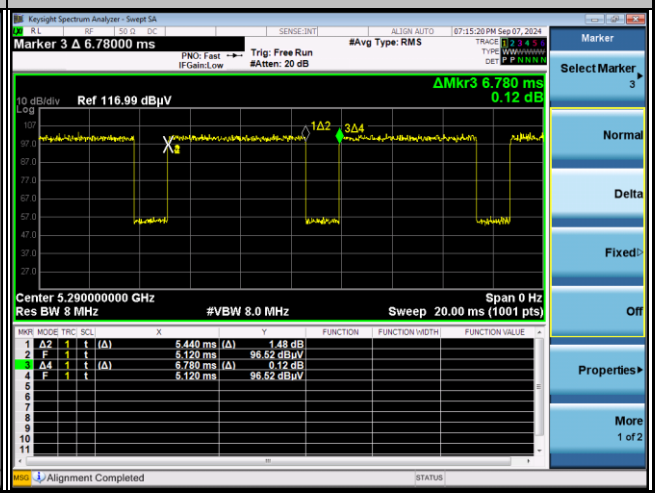 Keysight Spectrum Analyzer - Swept SA
RL RF 50 Ω DC SENSE:INT ALIGN AUTO 07:15:20 PM Sep 07, 2024
Marker 3 Δ 6.78000 ms
PNO: Fast
IFGain:Low
Trig: Free Run
#Atten: 20 dB
#Avg Type: RMS
TRACE 1 2 3 4 5 6
TYPE WWWWWW
DET P P N N N N
ΔMkr3 6.780 ms
0.12 dB
10 dB/div Ref 116.99 dBµV
Log
107
97.0
87.0
77.0
67.0
57.0
47.0
37.0
27.0
1Δ2
3Δ4
Center 5.290000000 GHz Span 0 Hz
Res BW 8 MHz #VBW 8.0 MHz Sweep 20.00 ms (1001 pts)
MKR MODE TRC SCL X Y FUNCTION FUNCTION WIDTH FUNCTION VALUE
1 Δ2 1 t (Δ) 5.440 ms (Δ) 1.48 dB
2 F 1 t 5.120 ms 96.52 dBµV
3 Δ4 1 t (Δ) 6.780 ms (Δ) 0.12 dB
4 F 1 t 5.120 ms 96.52 dBµV
5
6
7
8
9
10
11
MSG Alignment Completed STATUS
Marker
Select Marker
3
Normal
Delta
Fixed
Off
Properties
More
1 of 2